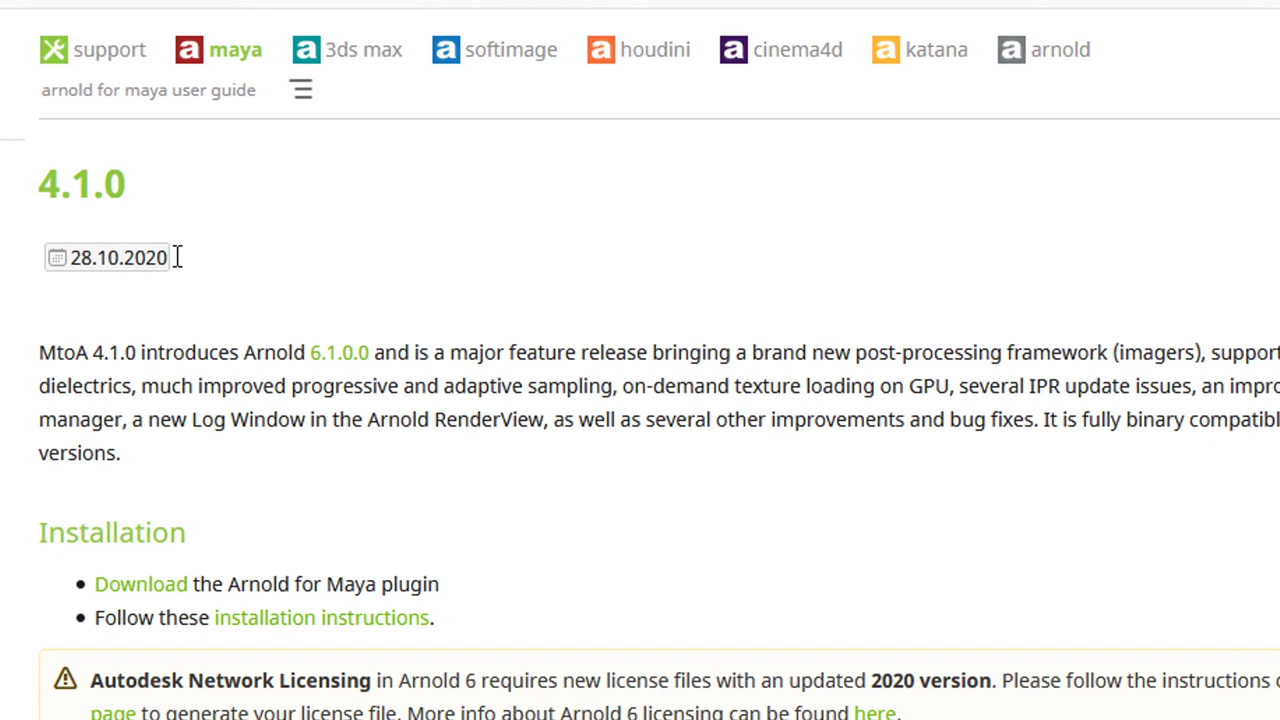 support a maya a 3ds max a softimage a houdini a cinema4d a katana a arnold
arnold for maya user guide
4.1.0
28.10.2020
MtoA 4.1.0 introduces Arnold 6.1.0.0 and is a major feature release bringing a brand new post-processing framework (imagers), support
dielectrics, much improved progressive and adaptive sampling, on-demand texture loading on GPU, several IPR update issues, an impro
manager, a new Log Window in the Arnold RenderView, as well as several other improvements and bug fixes. It is fully binary compatibl
versions.
Installation
• Download the Arnold for Maya plugin
• Follow these installation instructions.
Autodesk Network Licensing in Arnold 6 requires new license files with an updated 2020 version. Please follow the instructions o
page to generate your license file. More info about Arnold 6 licensing can be found here.